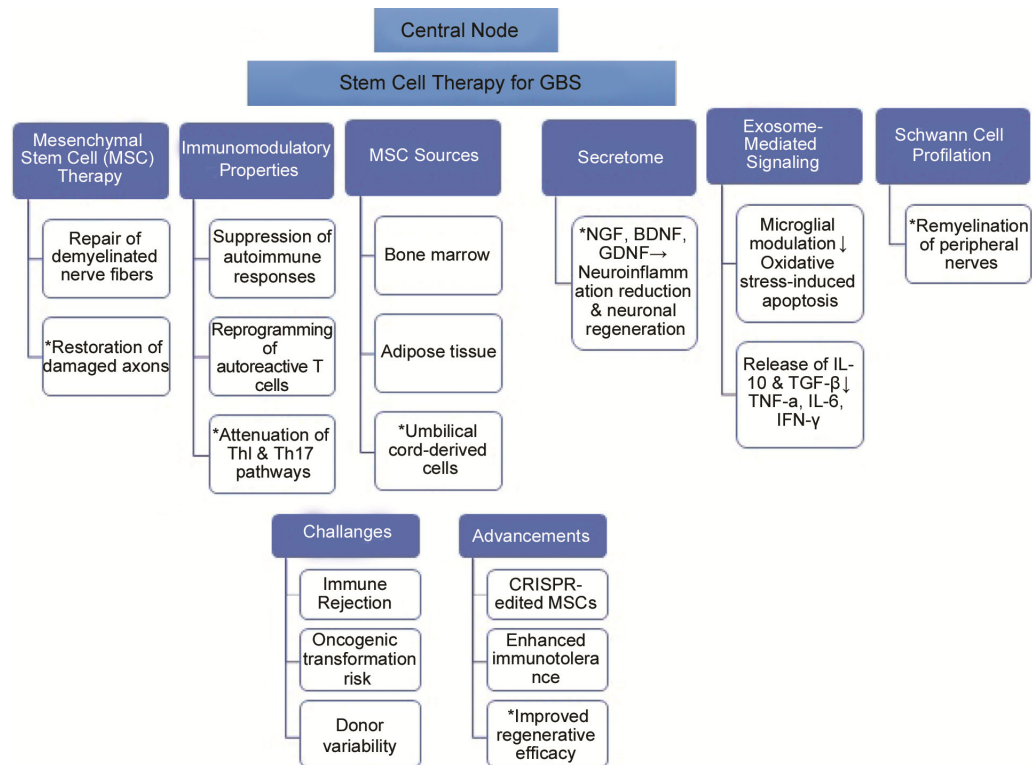 Central Node
Stem Cell Therapy for GBS
Mesenchymal
Stem Cell (MSC)
Therapy
Repair of
demyelinated
nerve fibers
*Restoration of
damaged axons
Immunomodulatory
Properties
Suppression of
autoimmune
responses
Reprogramming
of
autoreactive T
cells
*Attenuation of
Thl & Th17
pathways
MSC Sources
Bone marrow
Adipose tissue
*Umbilical
cord-derived
cells
Secretome
*NGF, BDNF,
GDNF→
Neuroinflamm
ation reduction
& neuronal
regeneration
Exosome-
Mediated
Signaling
Microglial
modulation↓
Oxidative
stress-induced
apoptosis
Release of IL-
10 & TGF-β↓
TNF-a, IL-6,
IFN-γ
Schwann Cell
Profilation
*Remyelination
of peripheral
nerves
Challanges
Immune
Rejection
Oncogenic
transformation
risk
Donor
variability
Advancements
CRISPR-
edited MSCs
Enhanced
immunotolera
nce
*Improved
regenerative
efficacy